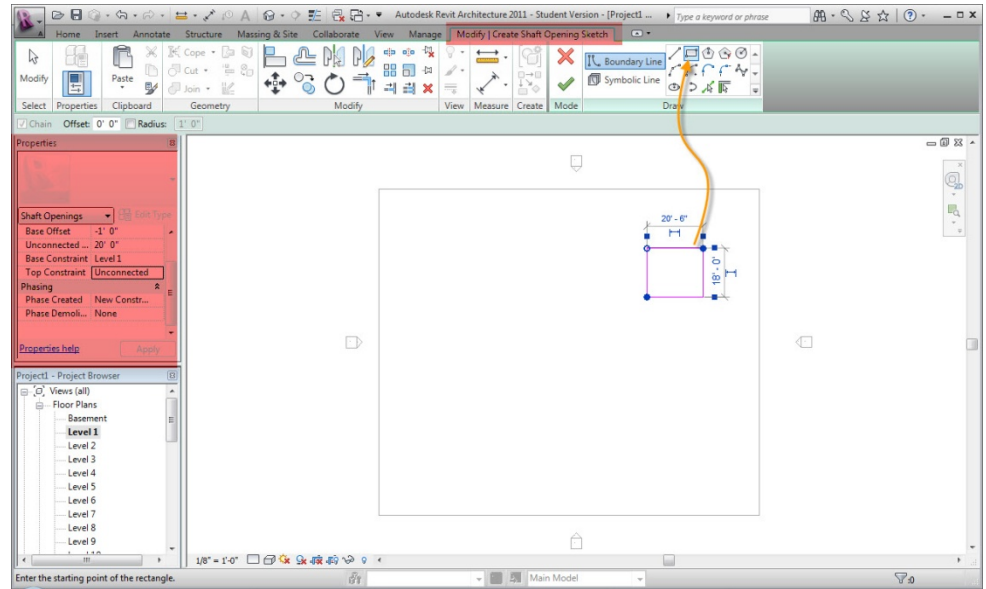 Autodesk Revit Architecture 2011 - Student Version - [Project1 ... Type a keyword or phrase
Home Insert Annotate Structure Massing & Site Collaborate View Manage Modify | Create Shaft Opening Sketch
Modify Paste Cope Boundary Line
Cut Symbolic Line
Join
Select Properties Clipboard Geometry Modify View Measure Create Mode Draw
Chain Offset: 0' 0" Radius: 1' 0"
Properties
Shaft Openings Edit Type
Base Offset -1' 0"
Unconnected ... 20' 0"
Base Constraint Level 1
Top Constraint Unconnected
Phasing
Phase Created New Constr...
Phase Demoli... None
Properties help Apply
20' - 6"
18' - 0"
2D
Project1 - Project Browser
Views (all)
Floor Plans
Basement
Level 1
Level 2
Level 3
Level 4
Level 5
Level 6
Level 7
Level 8
Level 9
1/8" = 1'-0"
Enter the starting point of the rectangle. Main Model :0